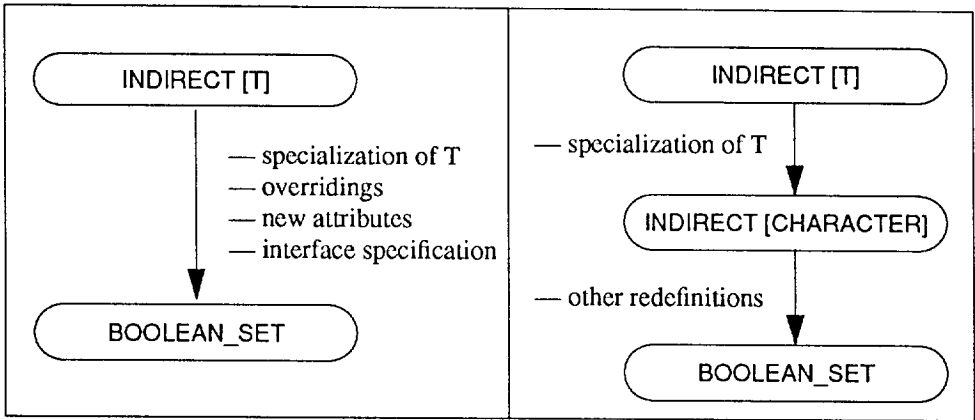 INDIRECT [T]
— specialization of T
— overridings
— new attributes
— interface specification
BOOLEAN_SET
INDIRECT [T]
— specialization of T
INDIRECT [CHARACTER]
— other redefinitions
BOOLEAN_SET